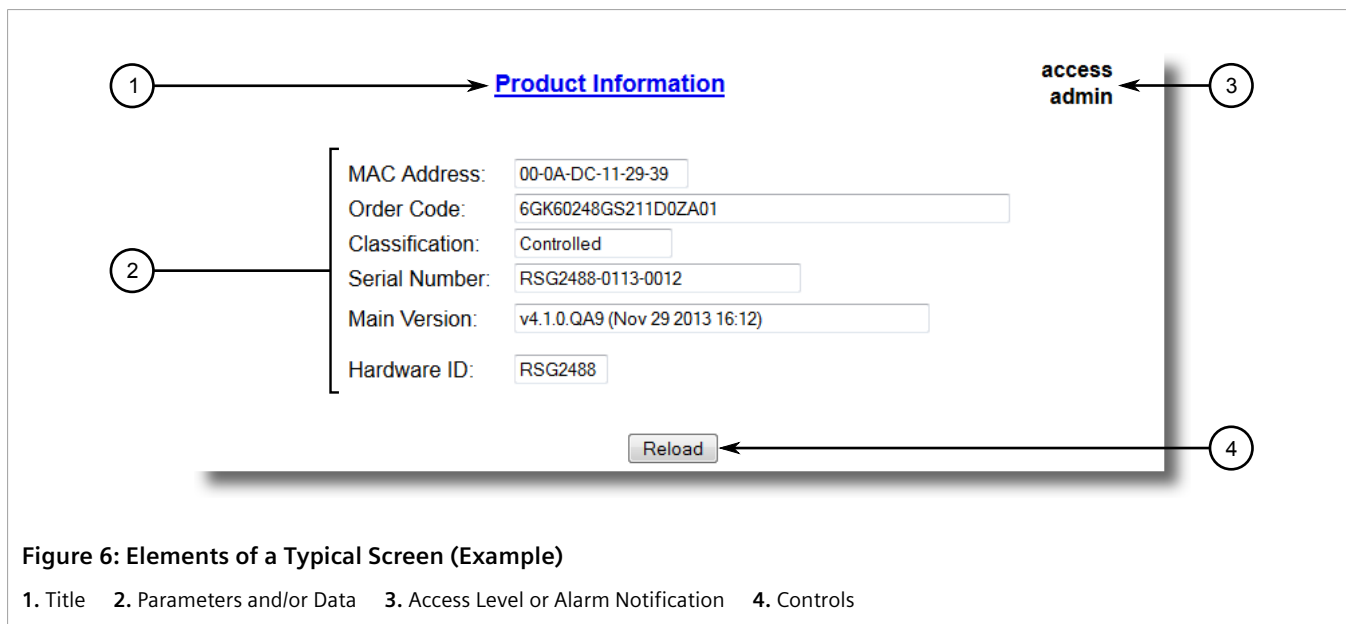 1
Product Information
access
admin
3
MAC Address: 00-0A-DC-11-29-39
Order Code: 6GK60248GS211D0ZA01
Classification: Controlled
2
Serial Number: RSG2488-0113-0012
Main Version: v4.1.0.QA9 (Nov 29 2013 16:12)
Hardware ID: RSG2488
Reload
4
Figure 6: Elements of a Typical Screen (Example)
1. Title 2. Parameters and/or Data 3. Access Level or Alarm Notification 4. Controls